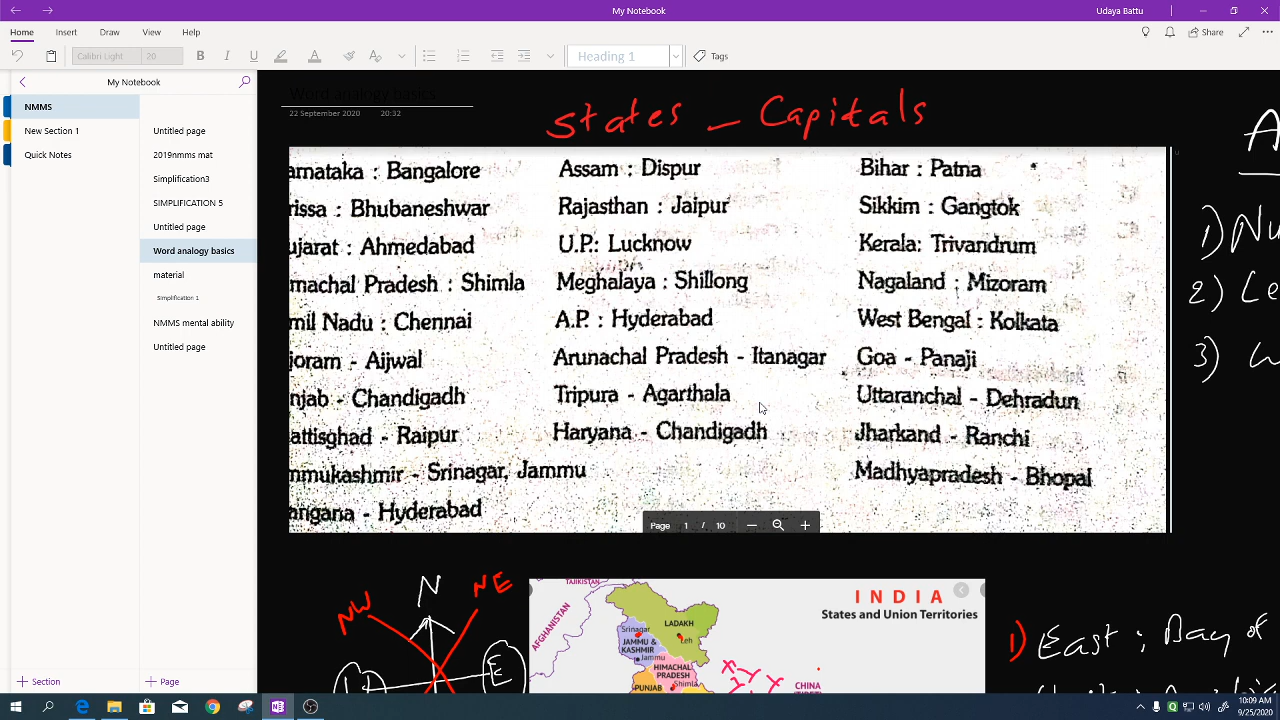 Udaya Battu
Home Insert Draw View Help
Share
Calibri Light 20 B I U Heading 1 Tags
My Notebook
NMMS
New Section 1
Quick Notes
Untitled page
2019nmms mat
Simplification3
SIMPLIFICATION 5
Untitled page
Word analogy basics
material
Simplification 1
NMMS mental ability
Untitled page
+ Section
+ Page
Word analogy basics
22 September 2020 20:32
States - Capitals
arnataka : Bangalore Assam : Dispur Bihar : Patna
rissa : Bhubaneshwar Rajasthan : Jaipur Sikkim : Gangtok
ujarat : Ahmedabad U.P.: Lucknow Kerala: Trivandrum
machal Pradesh : Shimla Meghalaya : Shillong Nagaland : Mizoram
mil Nadu : Chennai A.P. : Hyderabad West Bengal : Kolkata
joram - Aijwal Arunachal Pradesh - Itanagar Goa - Panaji
njab - Chandigadh Tripura - Agarthala Uttaranchal - Dehradun
attisghad - Raipur Haryana - Chandigadh Jharkand - Ranchi
mmukashmir - Srinagar, Jammu Madhyapradesh - Bhopal
angana - Hyderabad
Page 1 / 10
A
1) Nu
2) Le
3)
NW N NE
E
TAJIKISTAN
AFGHANISTAN
INDIA
States and Union Territories
LADAKH
Srinagar
Leh
JAMMU &
KASHMIR
Jammu
HIMACHAL
PRADESH
Shimla
PUNJAB
CHINA
1) East : Day of
10:09 AM
9/25/2020